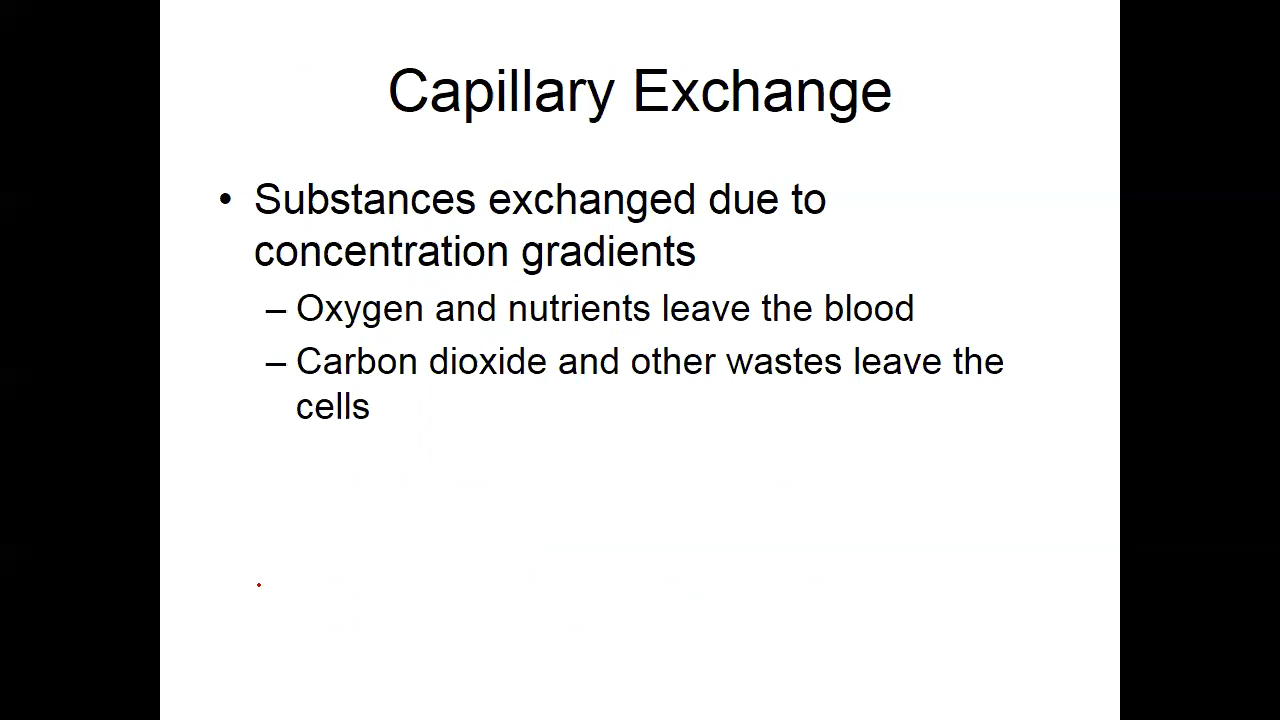 Capillary Exchange
• Substances exchanged due to
concentration gradients
– Oxygen and nutrients leave the blood
– Carbon dioxide and other wastes leave the
cells